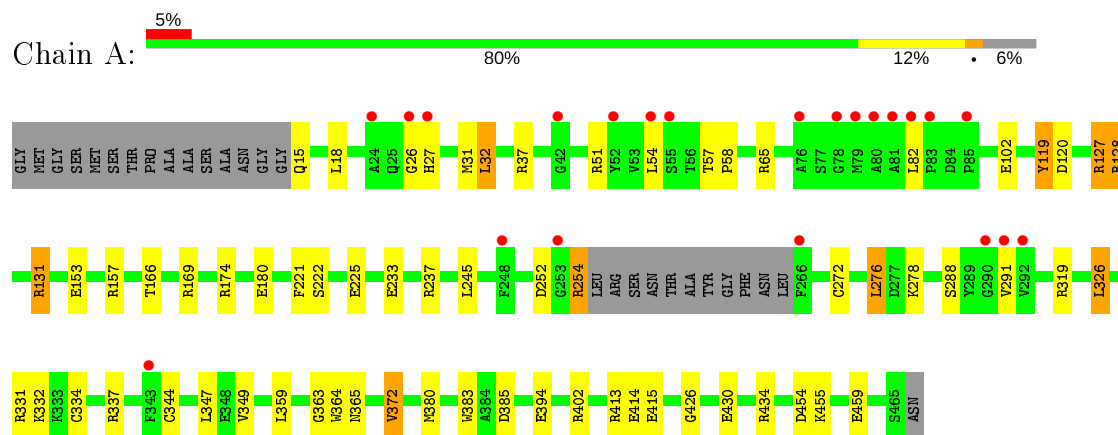 5%
Chain A:
80% 12% • 6%
GLY MET GLY SER MET SER THR PRO ALA ALA SER ALA ALA ASN GLY GLY Q15 L18 A24 Q25 G26 H27 M31 L32 R37 G42 R51 Y52 V53 L54 S55 T56 T57 P58 R65 A76 S77 G78 M79 A80 A81 L82 P83 D84 P85 E102 Y119 D120 R127
R131 E153 R157 T166 R169 R174 E180 F221 S222 E225 E233 R237 L245 F248 D252 G253 R254 LEU ARG SER ASN THR ALA TYR GLY PHE ASN LEU F266 C272 L276 D277 K278 S288 Y289 G290 V291 V292 R319 L326
R331 K332 K333 C334 R337 F343 C344 L347 E348 V349 L359 G363 W364 N365 V372 M380 W383 A384 D385 E394 R402 R413 E414 E415 G426 E430 R434 D454 K455 E459 S465 ASN